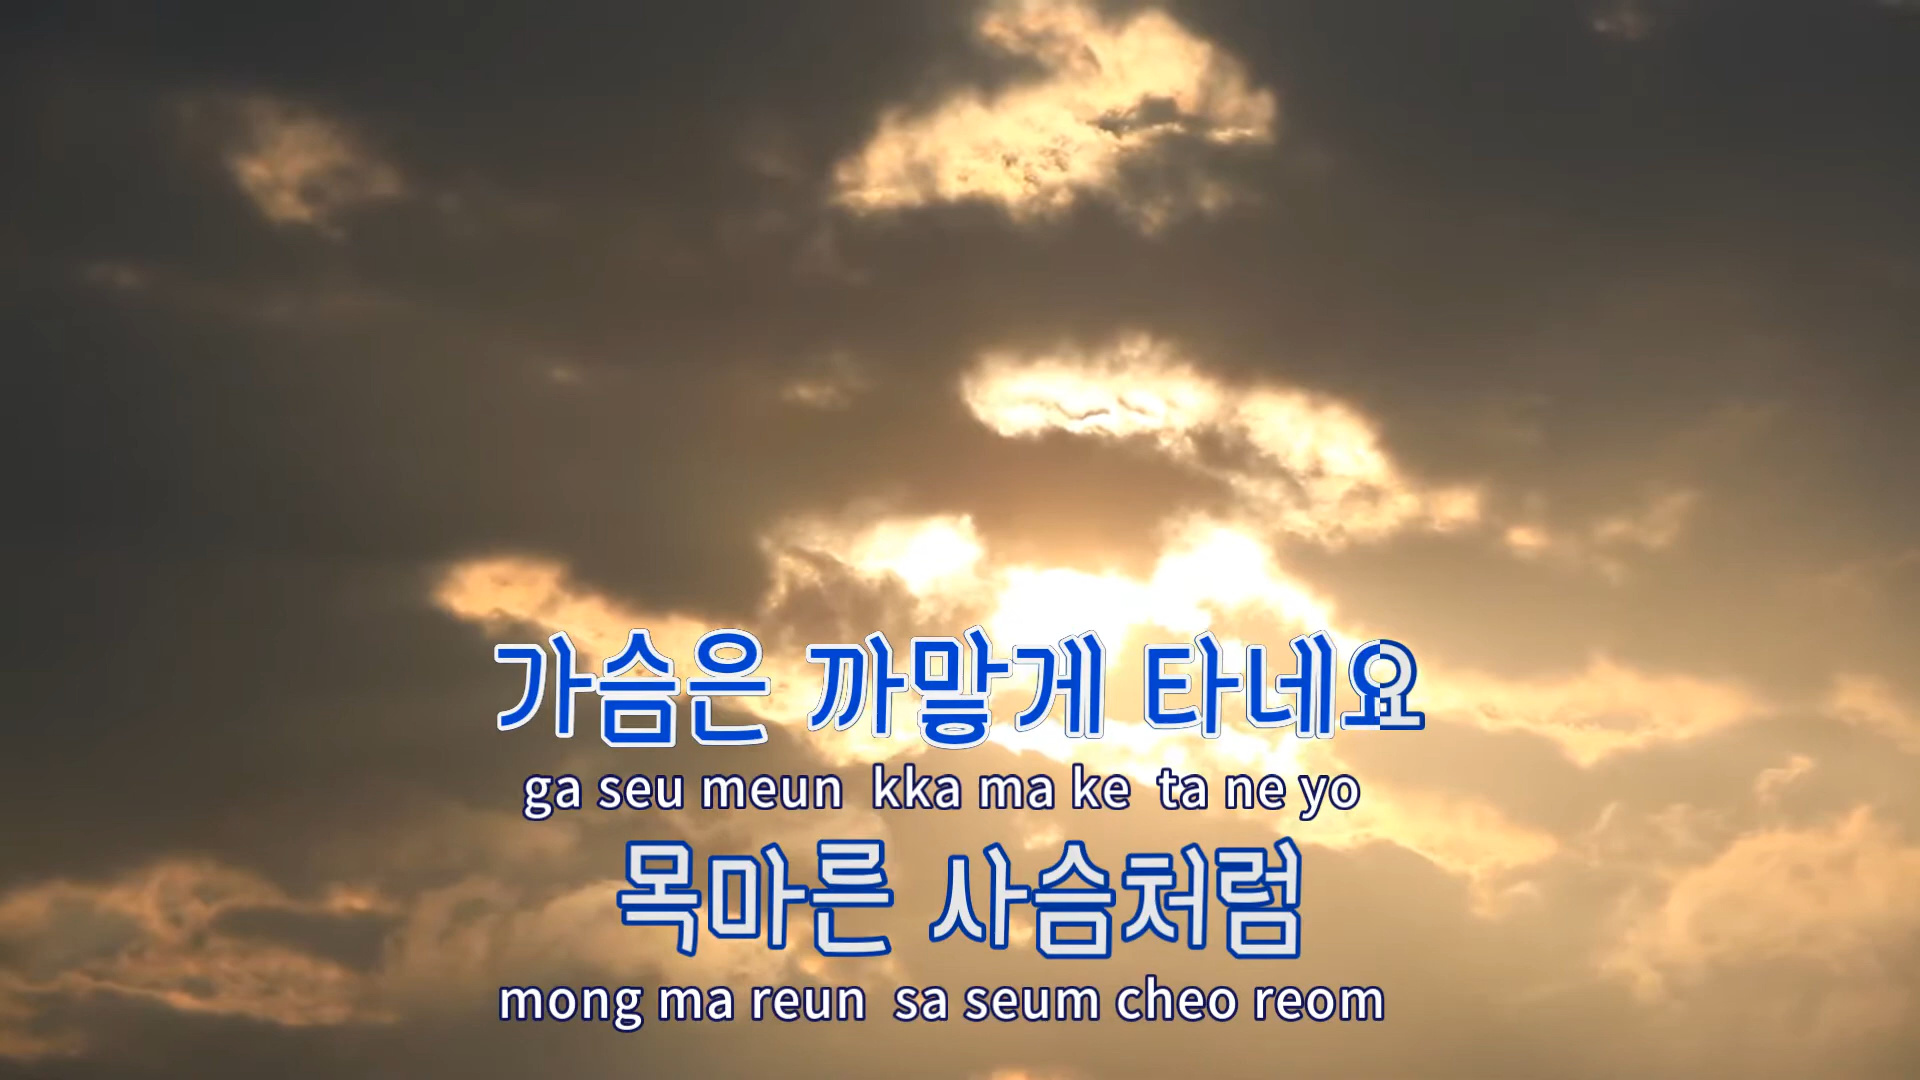 가슴은 까맣게 타네요
ga seu meun kka ma ke ta ne yo
목마른 사슴처럼
mong ma reun sa seum cheo reom